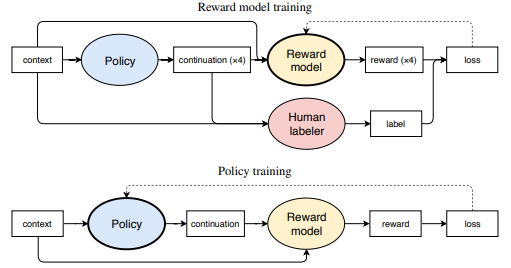 Reward model training
context
Policy
continuation (×4)
Reward
model
reward (×4)
loss
Human
labeler
label
Policy training
context
Policy
continuation
Reward
model
reward
loss